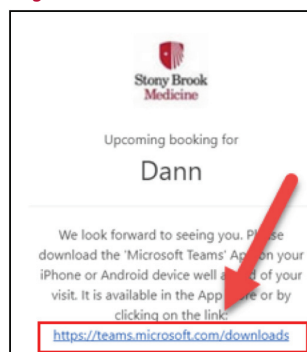 Stony Brook
Medicine
Upcoming booking for
Dann
We look forward to seeing you.
download the 'Microsoft Teams' on your
iPhone or Android device well of your
visit. It is available in the App or by
clicking on the link:
https://teams.microsoft.com/downloads